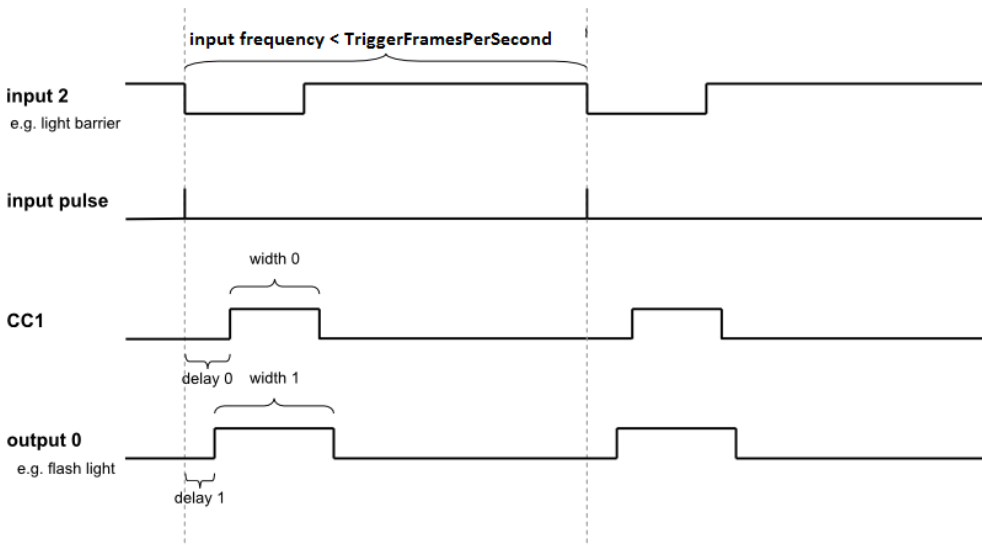 input frequency < TriggerFramesPerSecond
input 2
e.g. light barrier
input pulse
width 0
CC1
delay 0
width 1
output 0
e.g. flash light
delay 1